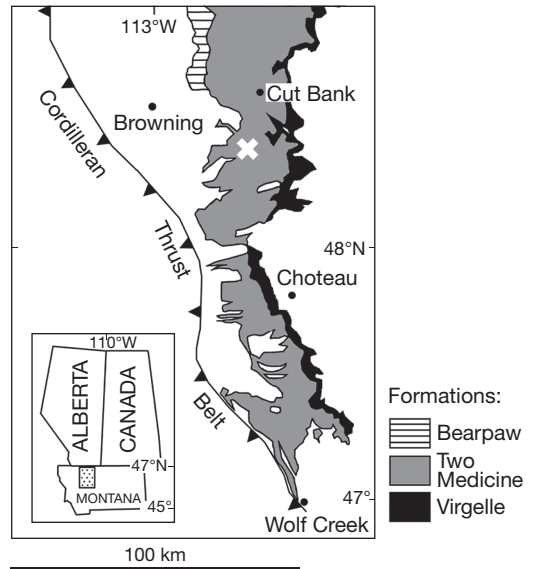 113°W
Cut Bank
Browning
Cordilleran
Thrust
48°N
Choteau
110°W
ALBERTA
CANADA
Belt
47°N
MONTANA
45°
47°
Wolf Creek
100 km
Formations:
Bearpaw
Two
Medicine
Virgelle